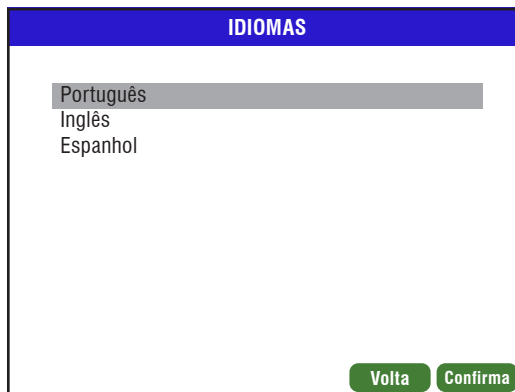 IDIOMAS
Português
Inglês
Espanhol
Volta Confirma